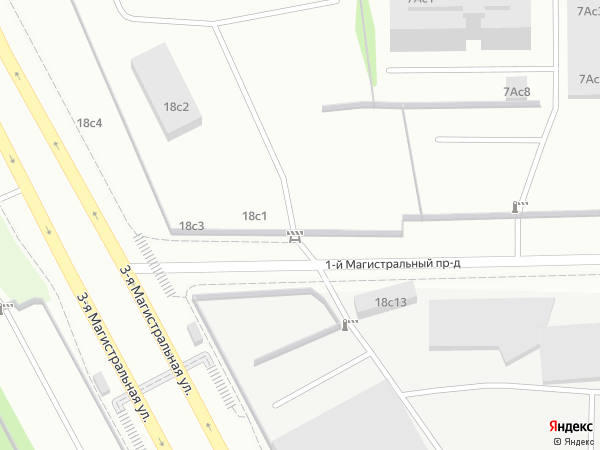 7Ас1
7Ас3
7Ас
7Ас8
18с2
18с4
18с1
18с3
1-й Магистральный пр-д
3-я Магистральная ул.
3-я Магистральная ул.
18с13
Яндекс
© Яндекс